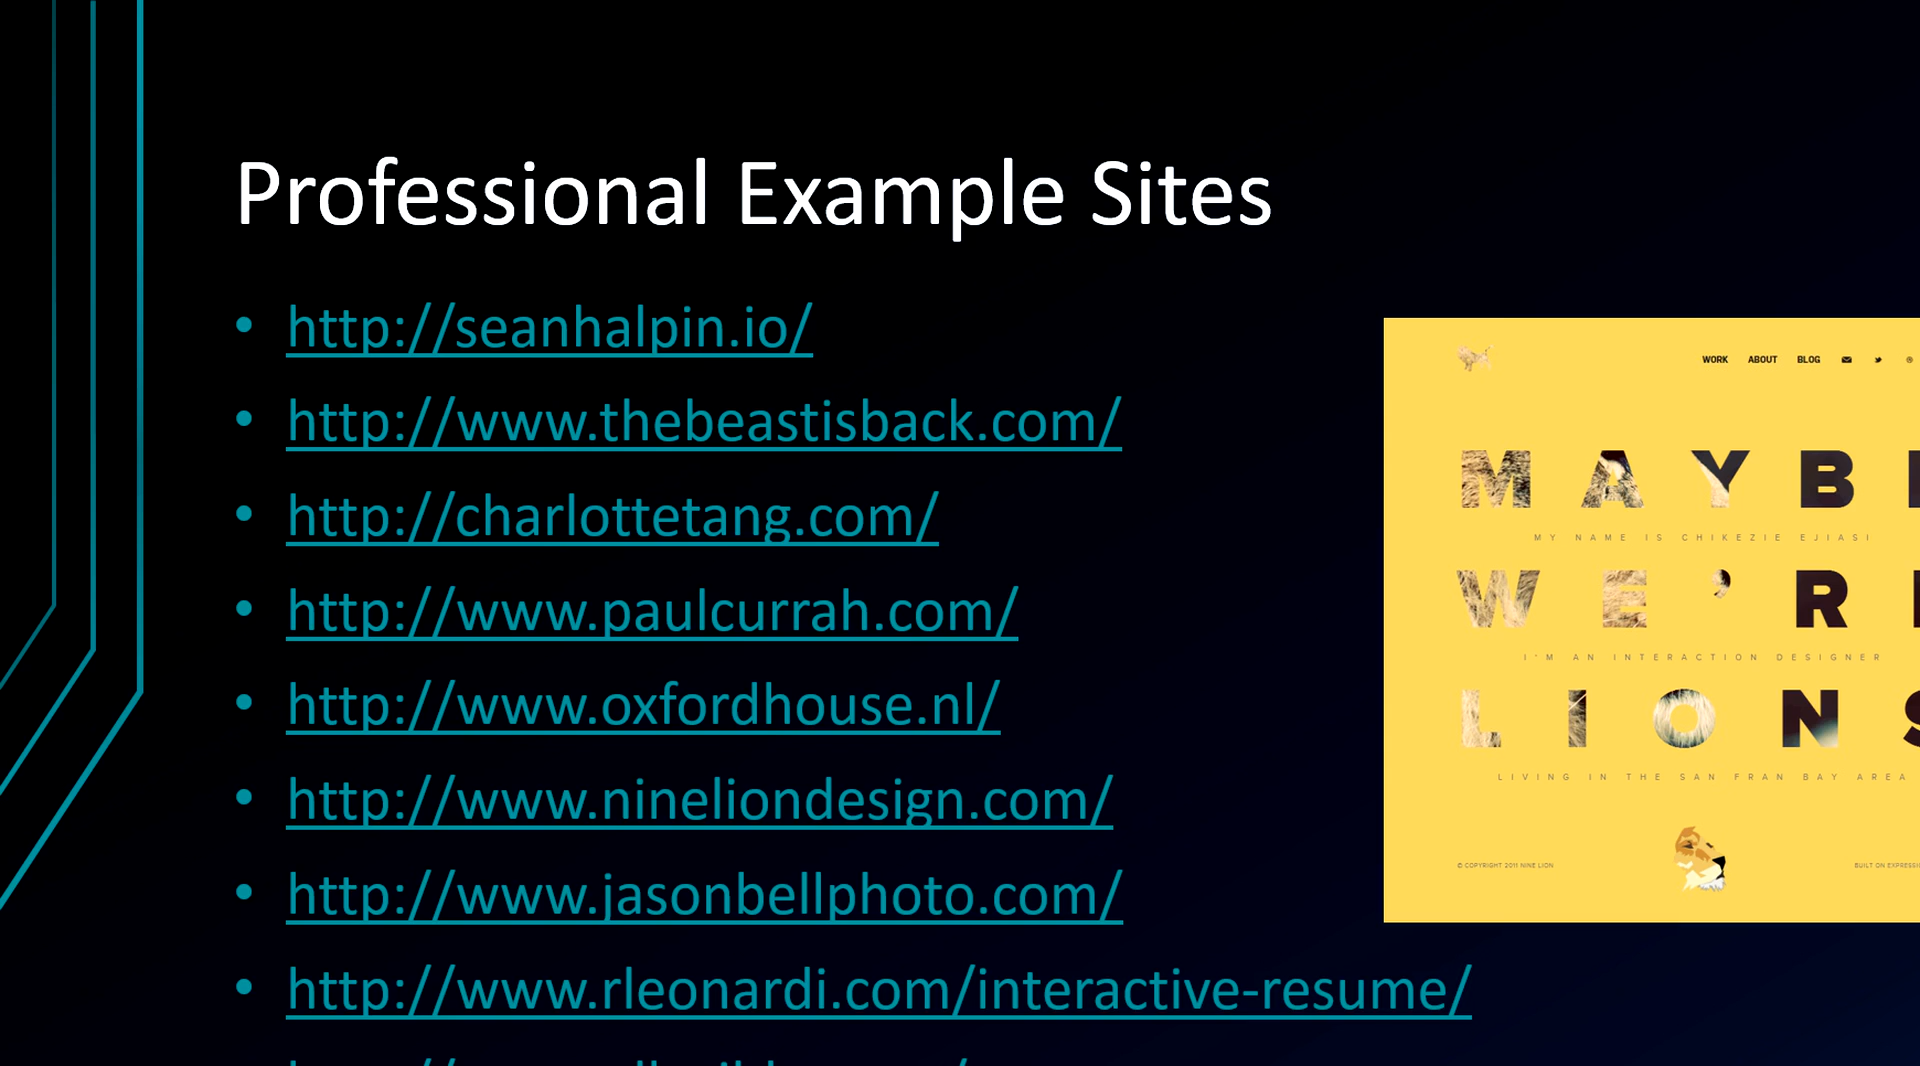 Professional Example Sites
• http://seanhalpin.io/
• http://www.thebeastisback.com/
• http://charlottetang.com/
• http://www.paulcurrah.com/
• http://www.oxfordhouse.nl/
• http://www.nineliondesign.com/
• http://www.jasonbellphoto.com/
• http://www.rleonardi.com/interactive-resume/
WORK ABOUT BLOG
MAYB
MY NAME IS CHIKEZIE EJIASI
WE'R
I'M AN INTERACTION DESIGNER
LIONS
LIVING IN THE SAN FRAN BAY AREA
© COPYRIGHT 2011 NINE LION
BUILT ON